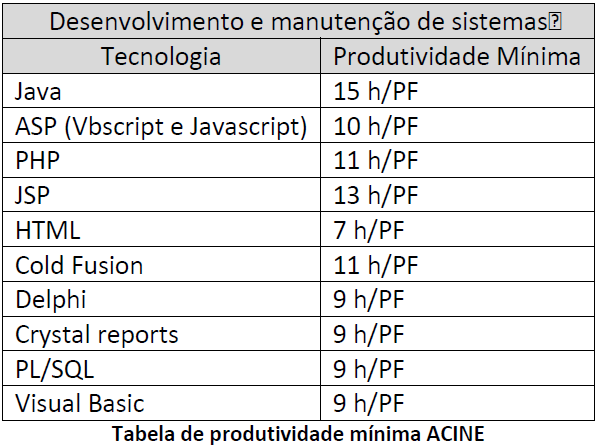 Desenvolvimento e manutenção de sistemas
Tecnologia Produtividade Mínima
Java 15 h/PF
ASP (Vbscript e Javascript) 10 h/PF
PHP 11 h/PF
JSP 13 h/PF
HTML 7 h/PF
Cold Fusion 11 h/PF
Delphi 9 h/PF
Crystal reports 9 h/PF
PL/SQL 9 h/PF
Visual Basic 9 h/PF
Tabela de produtividade mínima ACINE